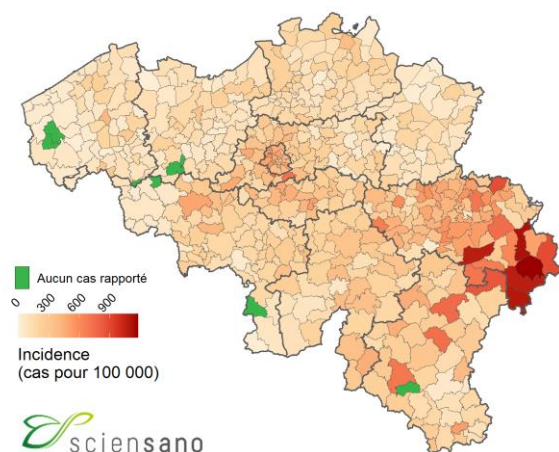 Aucun cas rapporté
0 300 600 900
Incidence
(cas pour 100 000)
sciensano